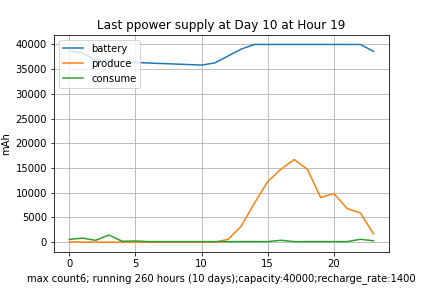 Last ppower supply at Day 10 at Hour 19
40000
35000
30000
25000
20000
15000
10000
5000
0
mAh
battery
produce
consume
0 5 10 15 20
max count6; running 260 hours (10 days);capacity:40000;recharge_rate:1400